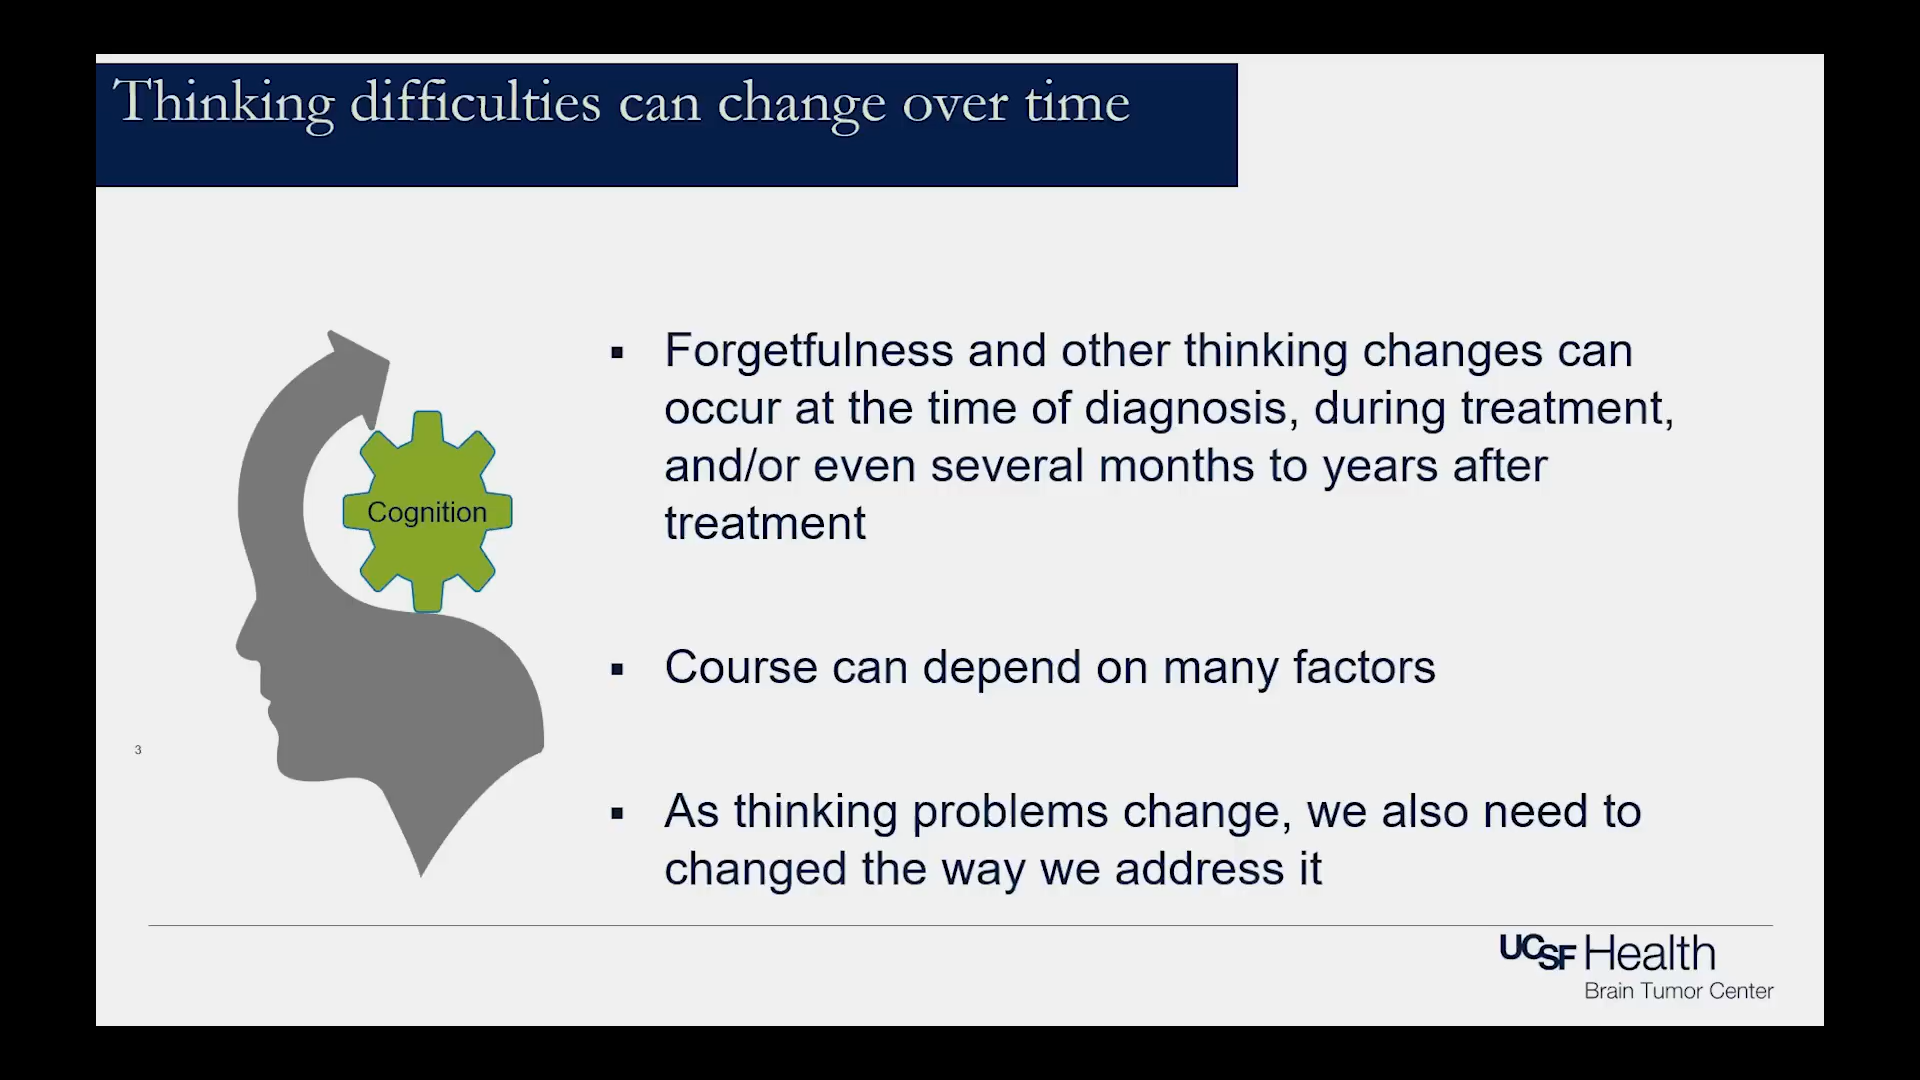 Thinking difficulties can change over time
Cognition
▪ Forgetfulness and other thinking changes can
occur at the time of diagnosis, during treatment,
and/or even several months to years after
treatment
▪ Course can depend on many factors
▪ As thinking problems change, we also need to
changed the way we address it
3
UCSF Health
Brain Tumor Center